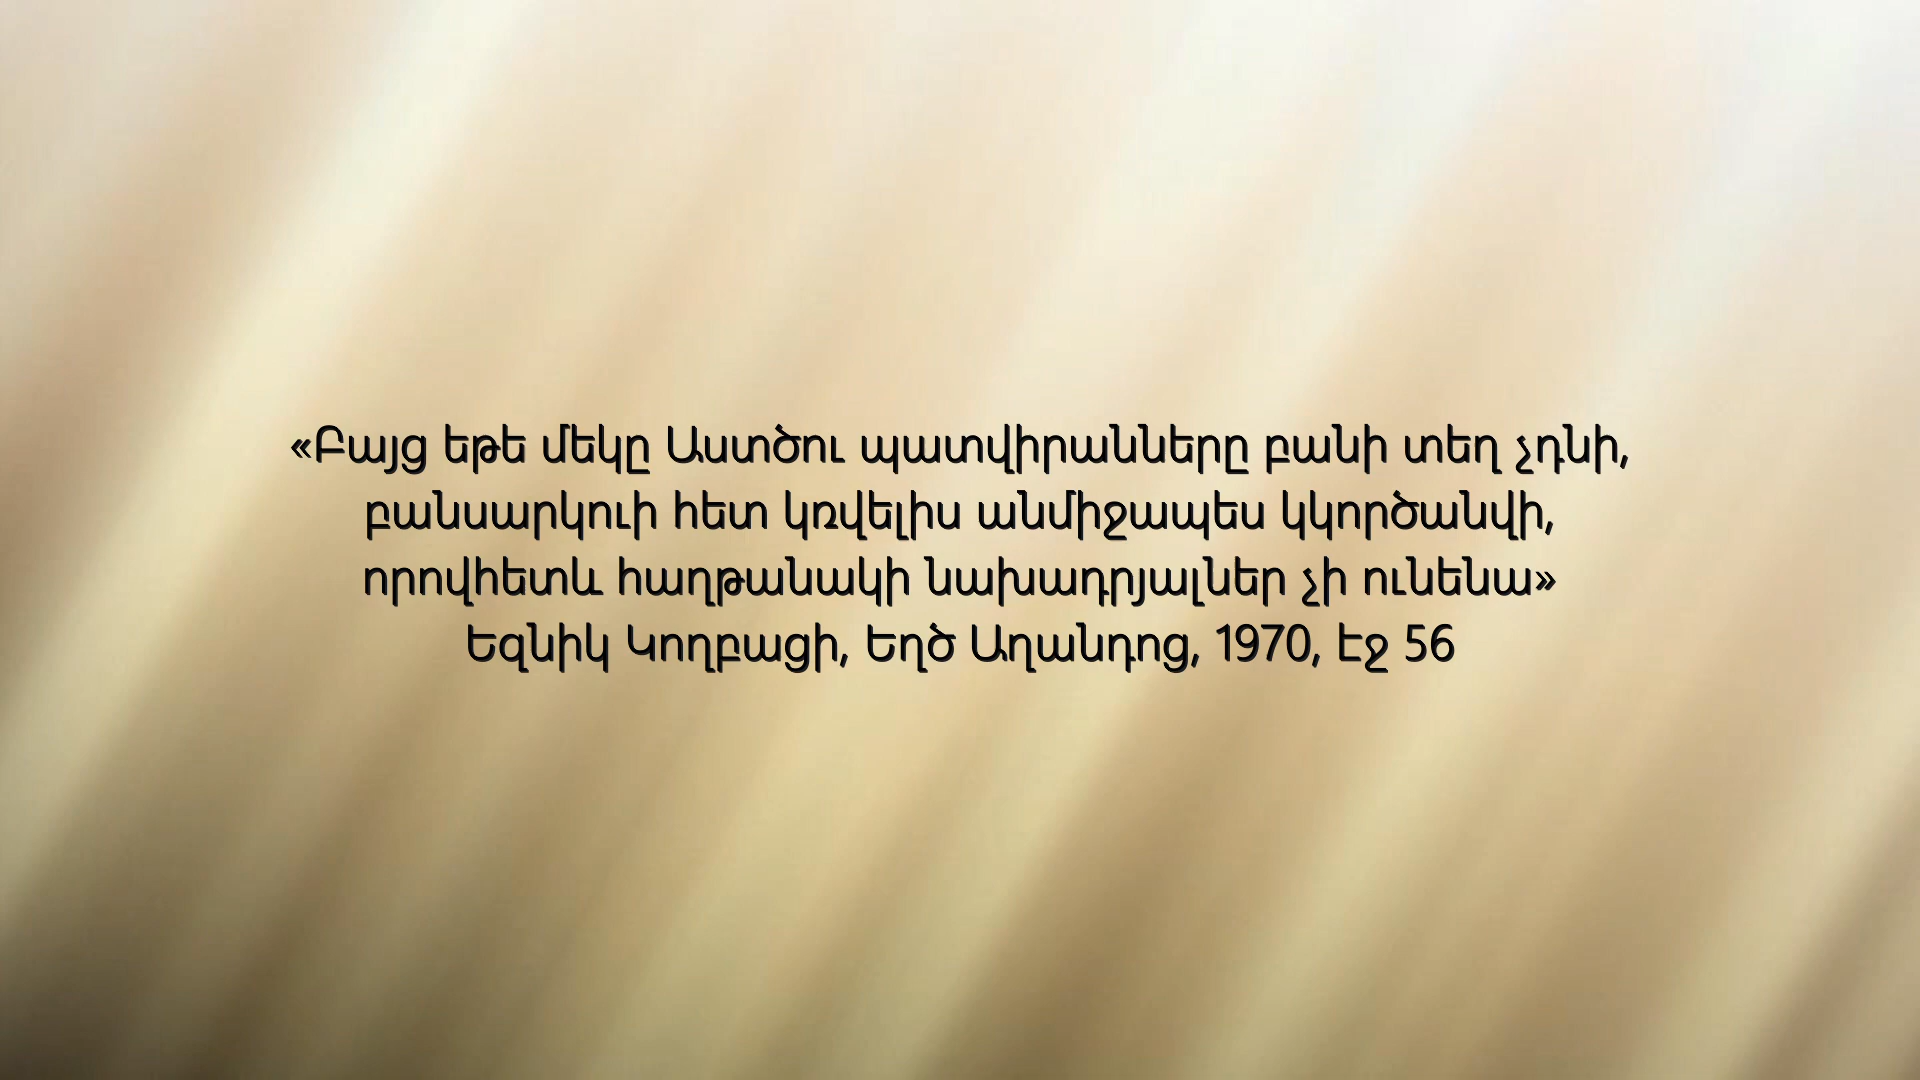 «Բայց եթե մեկը Աստծու պատվիրանները բանի տեղ չդնի,
բանսարկուի հետ կռվելիս անմիջապես կկործանվի,
որովհետև հաղթանակի նախադրյալներ չի ունենա»
Եզնիկ Կողբացի, Եղծ Աղանդոց, 1970, էջ 56